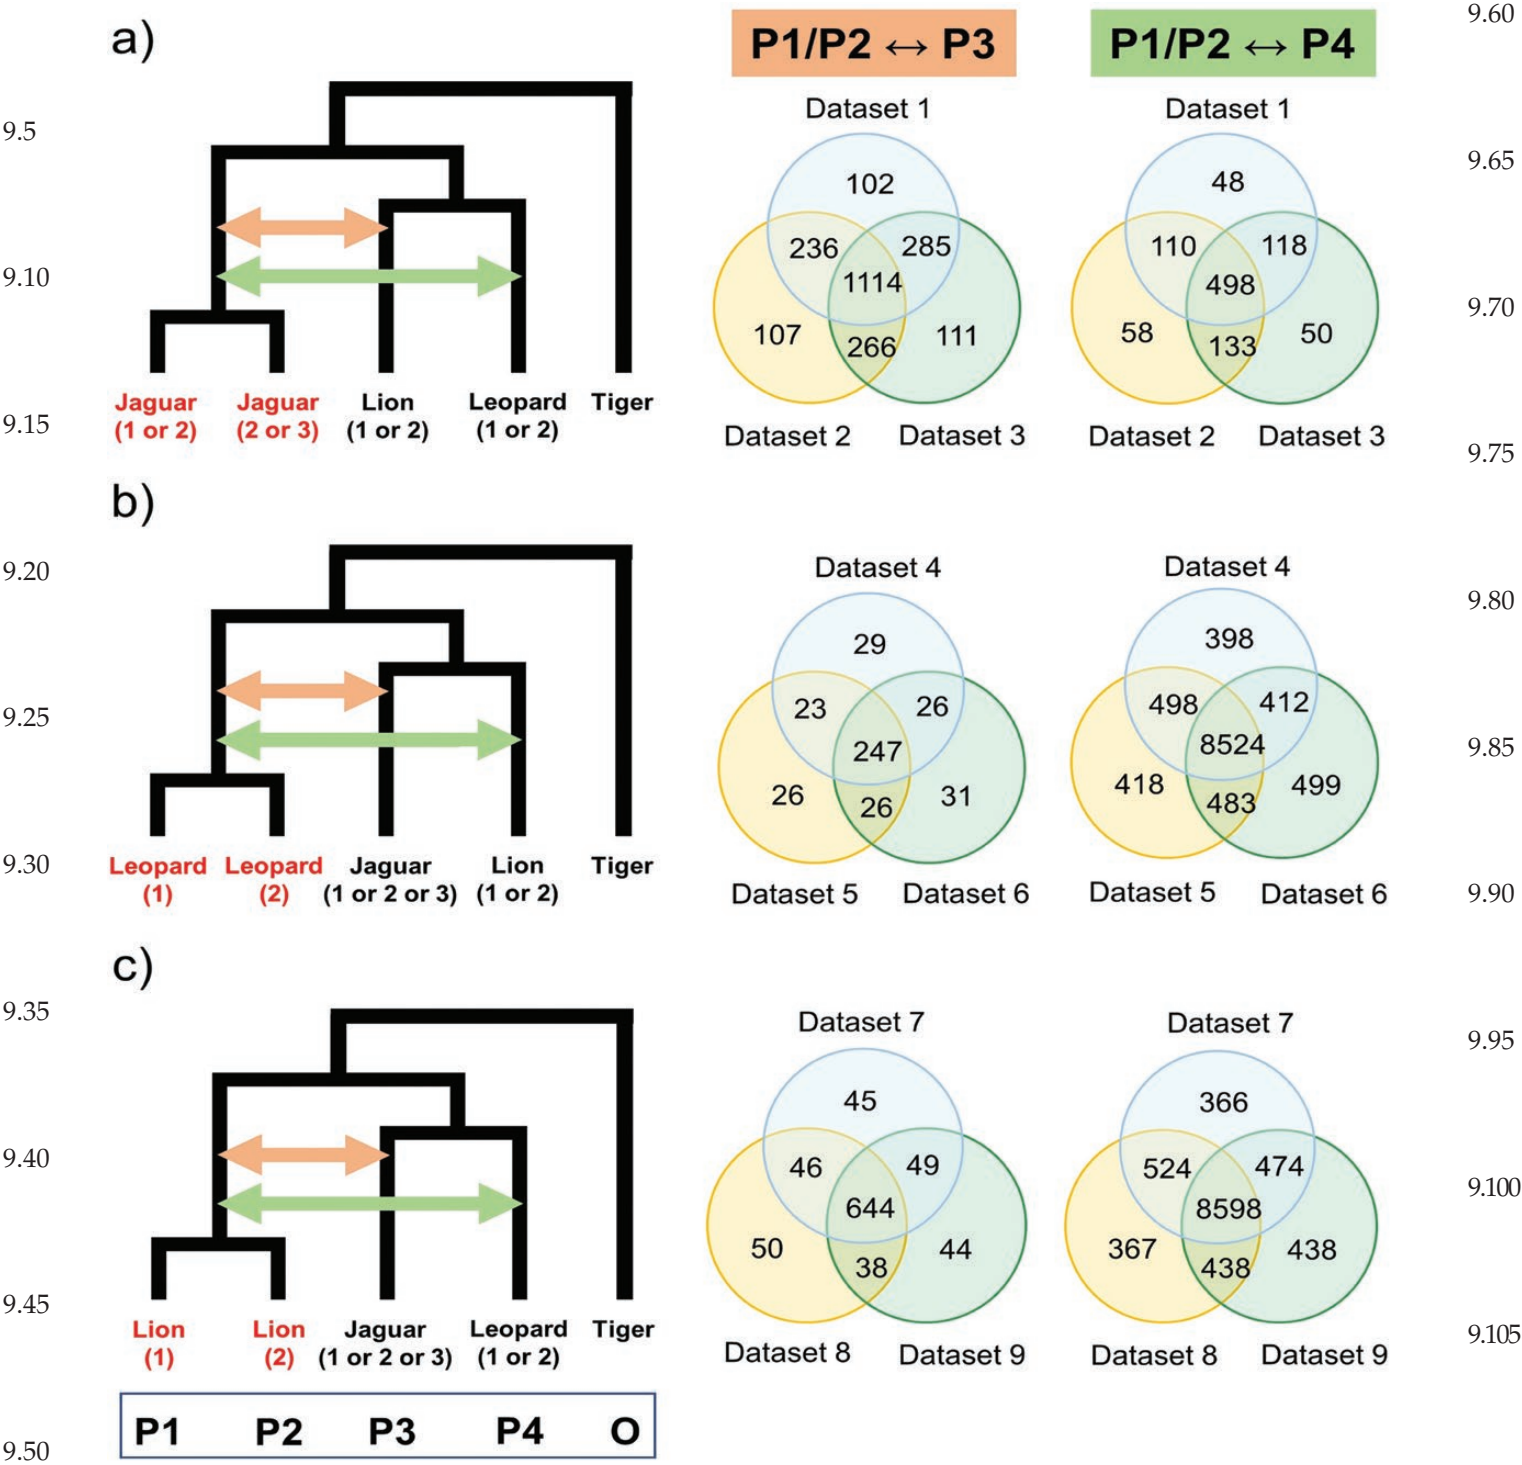 a)
P1/P2 ↔ P3
P1/P2 ↔ P4
9.60
9.5
9.10
9.15
9.65
9.70
9.75
Jaguar
(1 or 2)
Jaguar
(2 or 3)
Lion
(1 or 2)
Leopard
(1 or 2)
Tiger
Dataset 1
102
236
285
1114
107
266
111
Dataset 2
Dataset 3
Dataset 1
48
110
118
498
58
133
50
Dataset 2
Dataset 3
b)
9.20
9.25
9.30
9.80
9.85
9.90
Leopard
(1)
Leopard
(2)
Jaguar
(1 or 2 or 3)
Lion
(1 or 2)
Tiger
Dataset 4
29
23
26
247
26
26
31
Dataset 5
Dataset 6
Dataset 4
398
498
412
8524
418
483
499
Dataset 5
Dataset 6
c)
9.35
9.40
9.45
9.50
9.95
9.100
9.105
Lion
(1)
Lion
(2)
Jaguar
(1 or 2 or 3)
Leopard
(1 or 2)
Tiger
Dataset 7
45
46
49
644
50
38
44
Dataset 8
Dataset 9
Dataset 7
366
524
474
8598
367
438
438
Dataset 8
Dataset 9
P1 P2 P3 P4 O